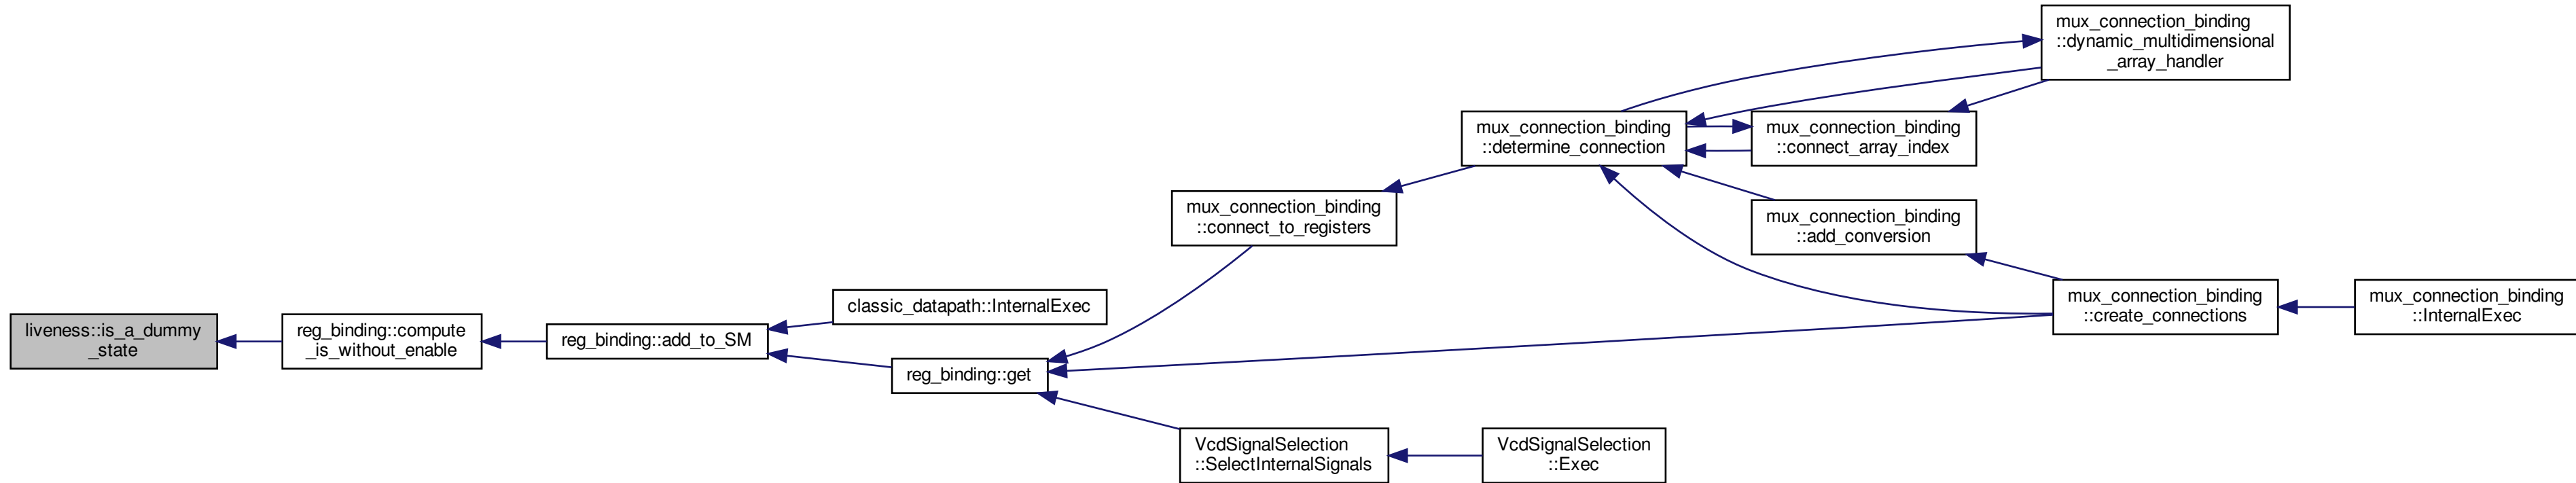 liveness::is_a_dummy
_state
reg_binding::compute
_is_without_enable
reg_binding::add_to_SM
classic_datapath::InternalExec
reg_binding::get
mux_connection_binding
::connect_to_registers
VcdSignalSelection
::SelectInternalSignals
mux_connection_binding
::determine_connection
VcdSignalSelection
::Exec
mux_connection_binding
::dynamic_multidimensional
_array_handler
mux_connection_binding
::connect_array_index
mux_connection_binding
::add_conversion
mux_connection_binding
::create_connections
mux_connection_binding
::InternalExec